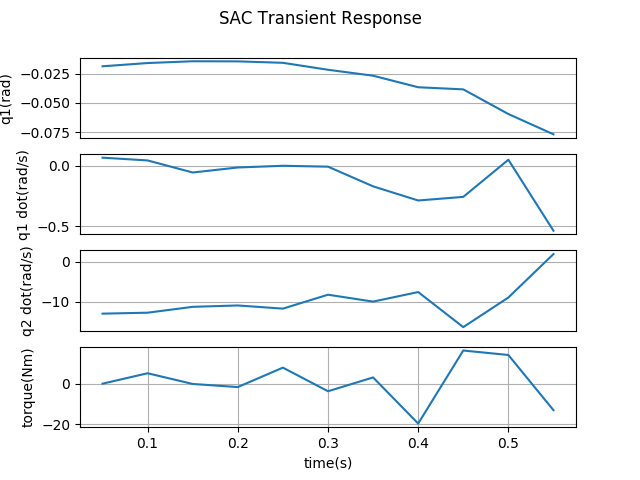 SAC Transient Response
q1(rad)
−0.025
−0.050
−0.075
q1 dot(rad/s)
0.0
−0.5
q2 dot(rad/s)
0
−10
torque(Nm)
0
−20
0.1 0.2 0.3 0.4 0.5
time(s)